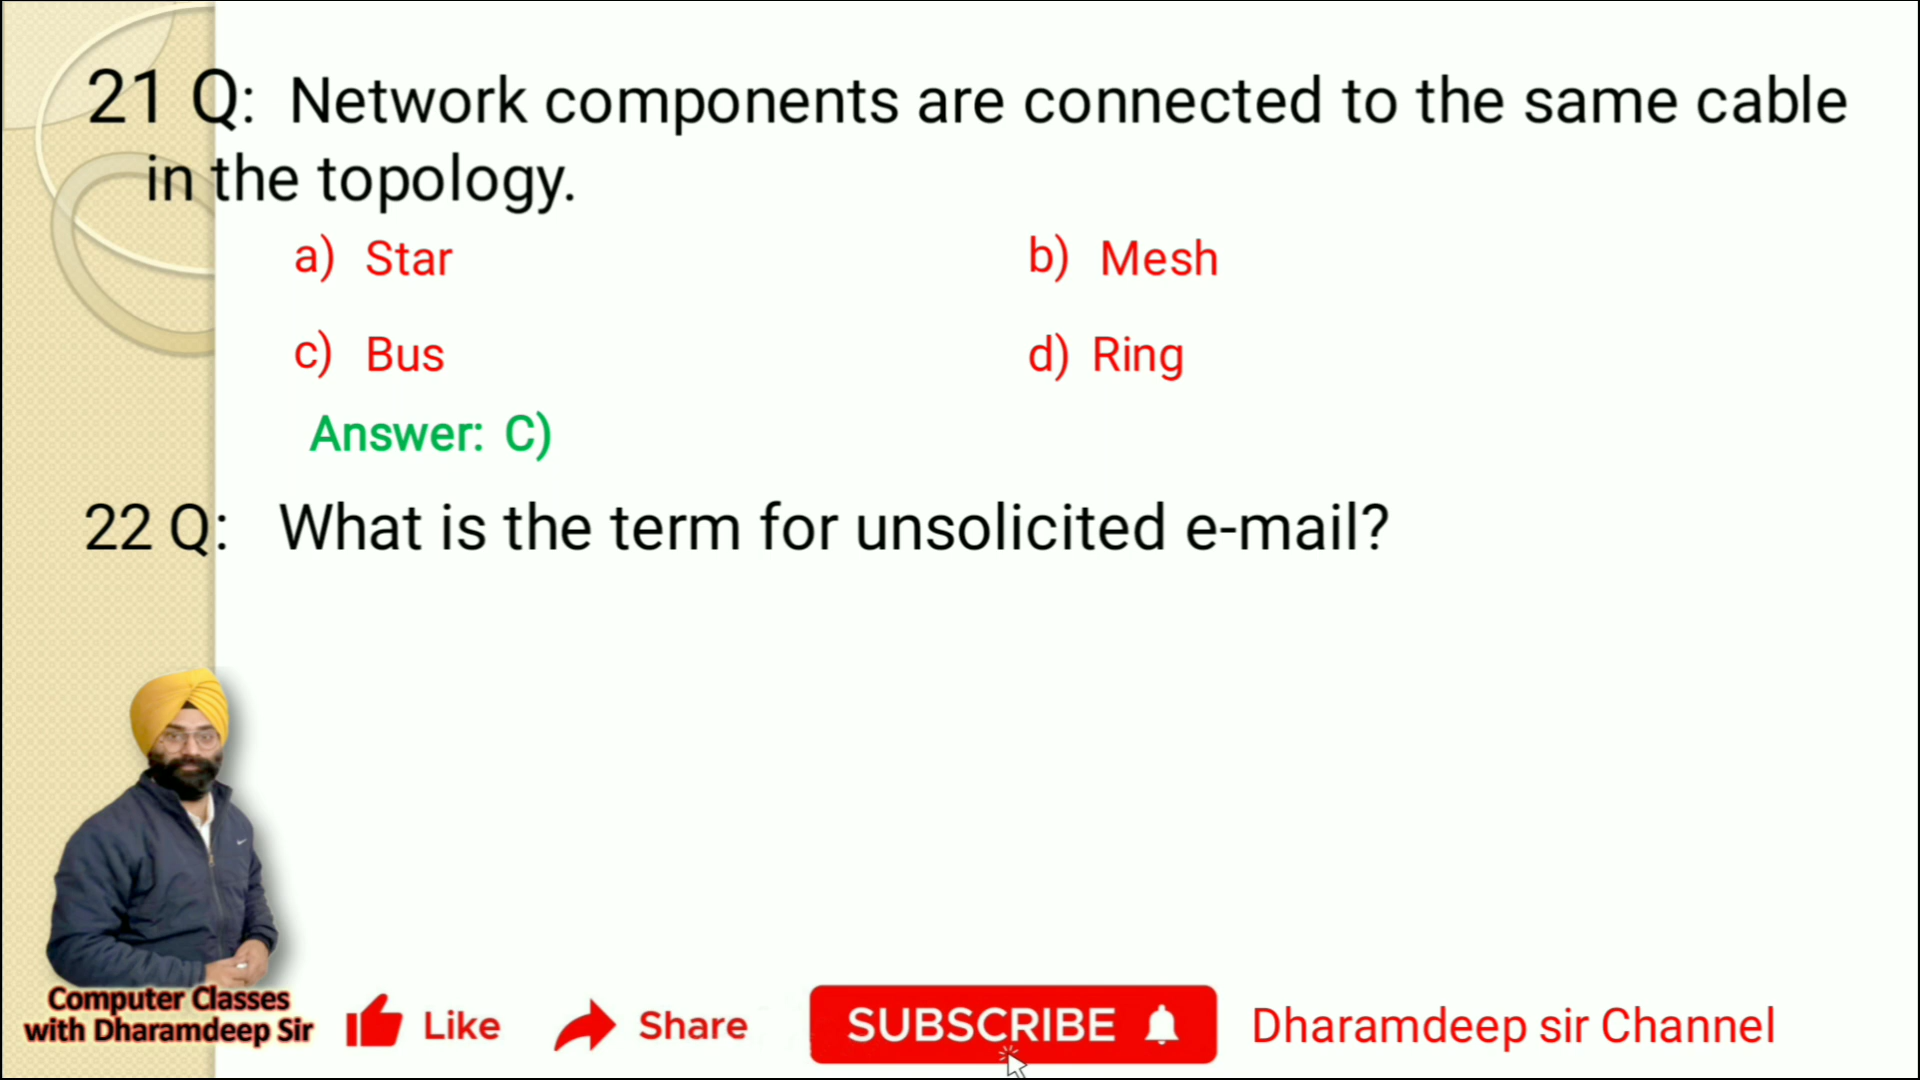 21 Q: Network components are connected to the same cable
in the topology.
a) Star
b) Mesh
c) Bus
d) Ring
Answer: C)
22 Q: What is the term for unsolicited e-mail?
Computer Classes
with Dharamdeep Sir
Like
Share
SUBSCRIBE
Dharamdeep sir Channel